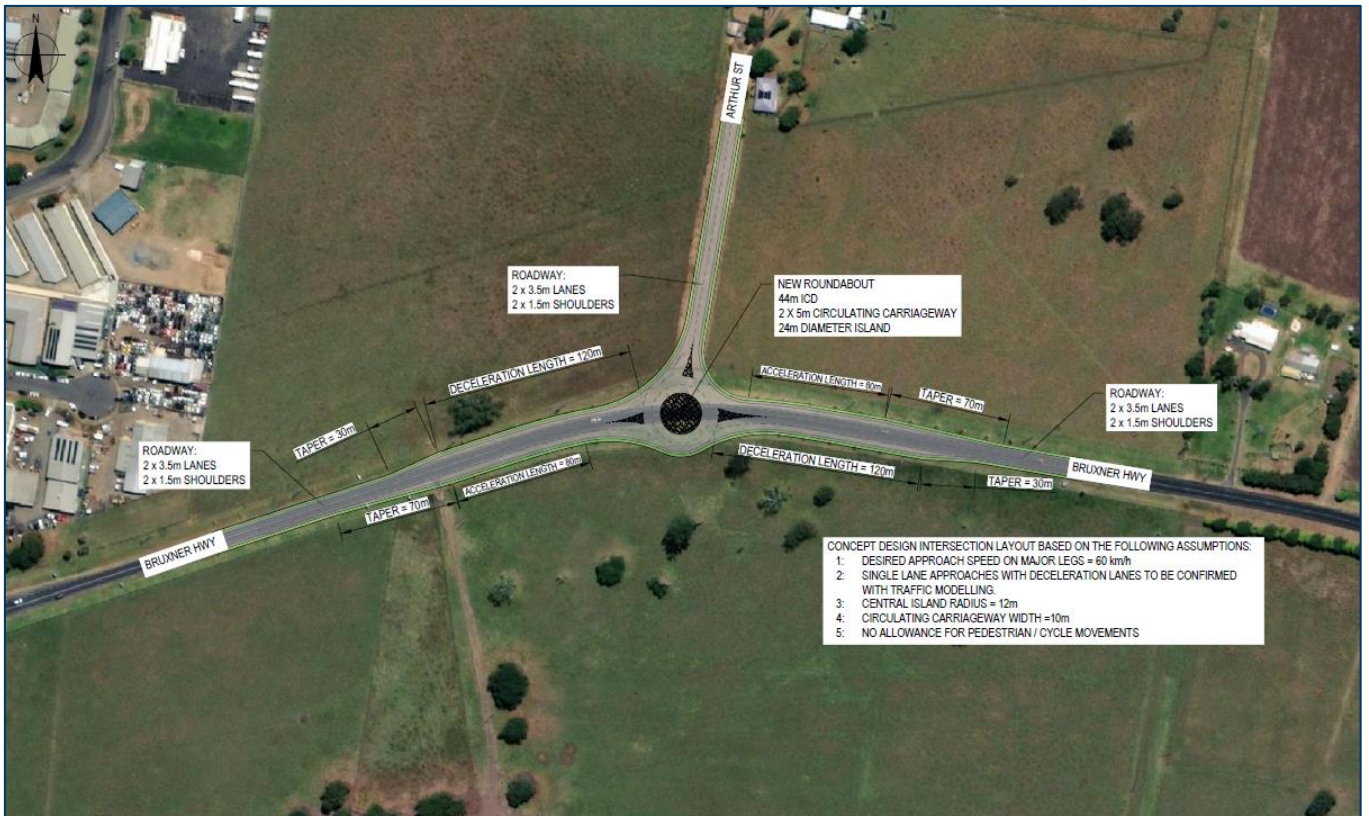 N
ARTHUR ST
ROADWAY:
2 x 3.5m LANES
2 x 1.5m SHOULDERS
NEW ROUNDABOUT
44m ICD
2 X 5m CIRCULATING CARRIAGEWAY
24m DIAMETER ISLAND
DECELERATION LENGTH = 120m
ACCELERATION LENGTH = 80m
TAPER = 70m
ROADWAY:
2 x 3.5m LANES
2 x 1.5m SHOULDERS
TAPER = 30m
ROADWAY:
2 x 3.5m LANES
2 x 1.5m SHOULDERS
ACCELERATION LENGTH = 80m
DECELERATION LENGTH = 120m
BRUXNER HWY
TAPER = 70m
TAPER = 30m
BRUXNER HWY
CONCEPT DESIGN INTERSECTION LAYOUT BASED ON THE FOLLOWING ASSUMPTIONS:
1: DESIRED APPROACH SPEED ON MAJOR LEGS = 60 km/h
2: SINGLE LANE APPROACHES WITH DECELERATION LANES TO BE CONFIRMED
WITH TRAFFIC MODELLING.
3: CENTRAL ISLAND RADIUS = 12m
4: CIRCULATING CARRIAGEWAY WIDTH =10m
5: NO ALLOWANCE FOR PEDESTRIAN / CYCLE MOVEMENTS